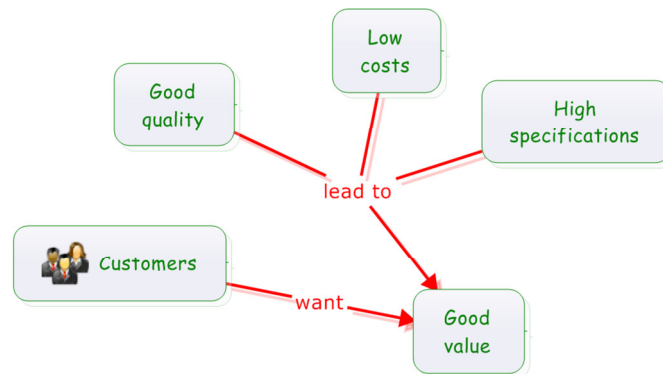 Low
costs
Good
quality
High
specifications
lead to
Customers
want
Good
value